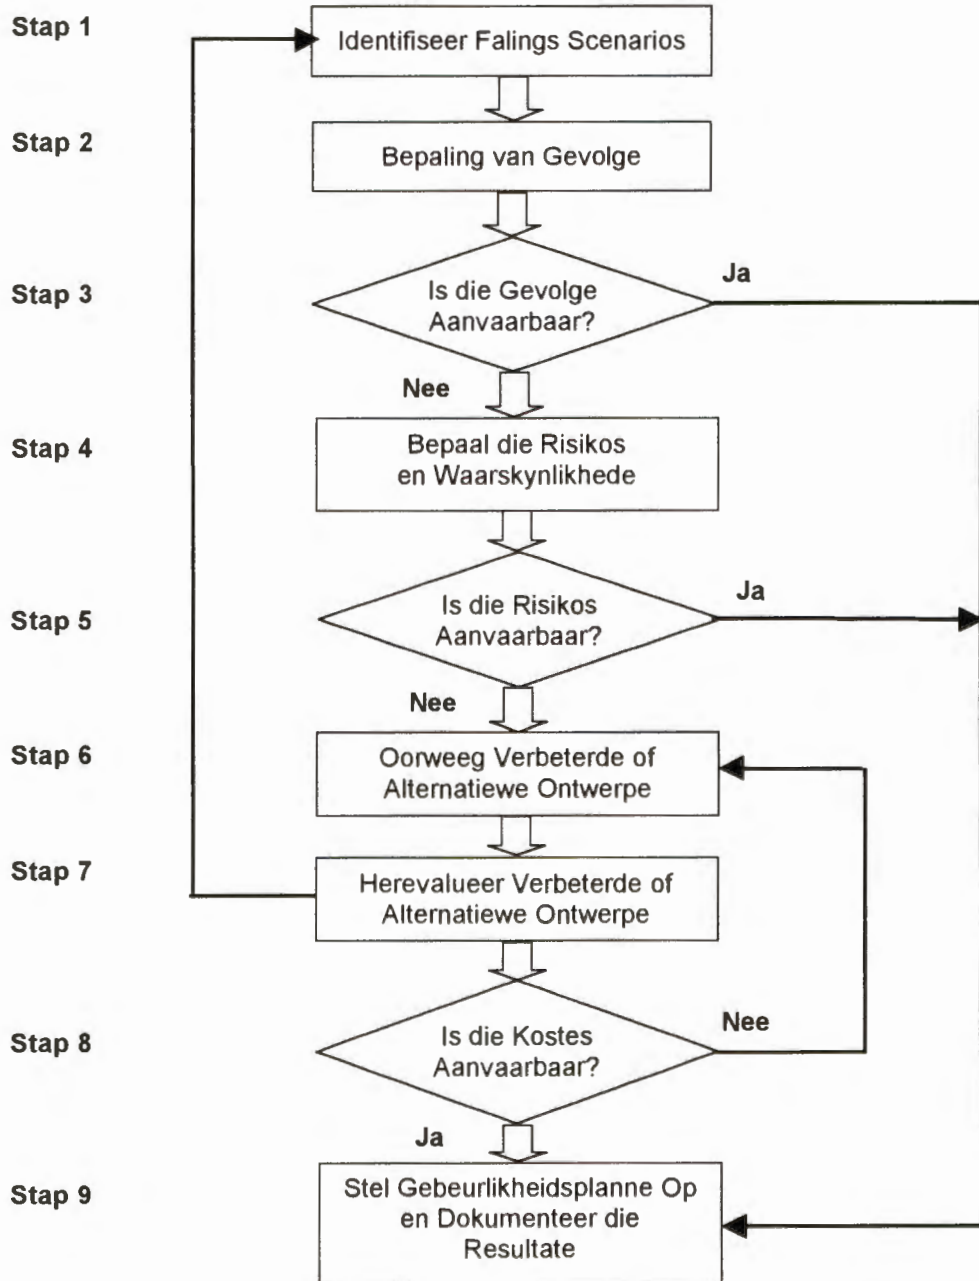 Stap 1
Identifiseer Falings Scenarios
Stap 2
Bepaling van Gevolge
Stap 3
Is die Gevolge
Aanvaarbaar?
Ja
Nee
Stap 4
Bepaal die Risikos
en Waarskynlikhede
Stap 5
Is die Risikos
Aanvaarbaar?
Ja
Nee
Stap 6
Oorweeg Verbeterde of
Alternatiewe Ontwerpe
Stap 7
Herevalueer Verbeterde of
Alternatiewe Ontwerpe
Stap 8
Is die Kostes
Aanvaarbaar?
Nee
Ja
Stap 9
Stel Gebeurlikheidsplanne Op
en Dokumenteer die
Resultate